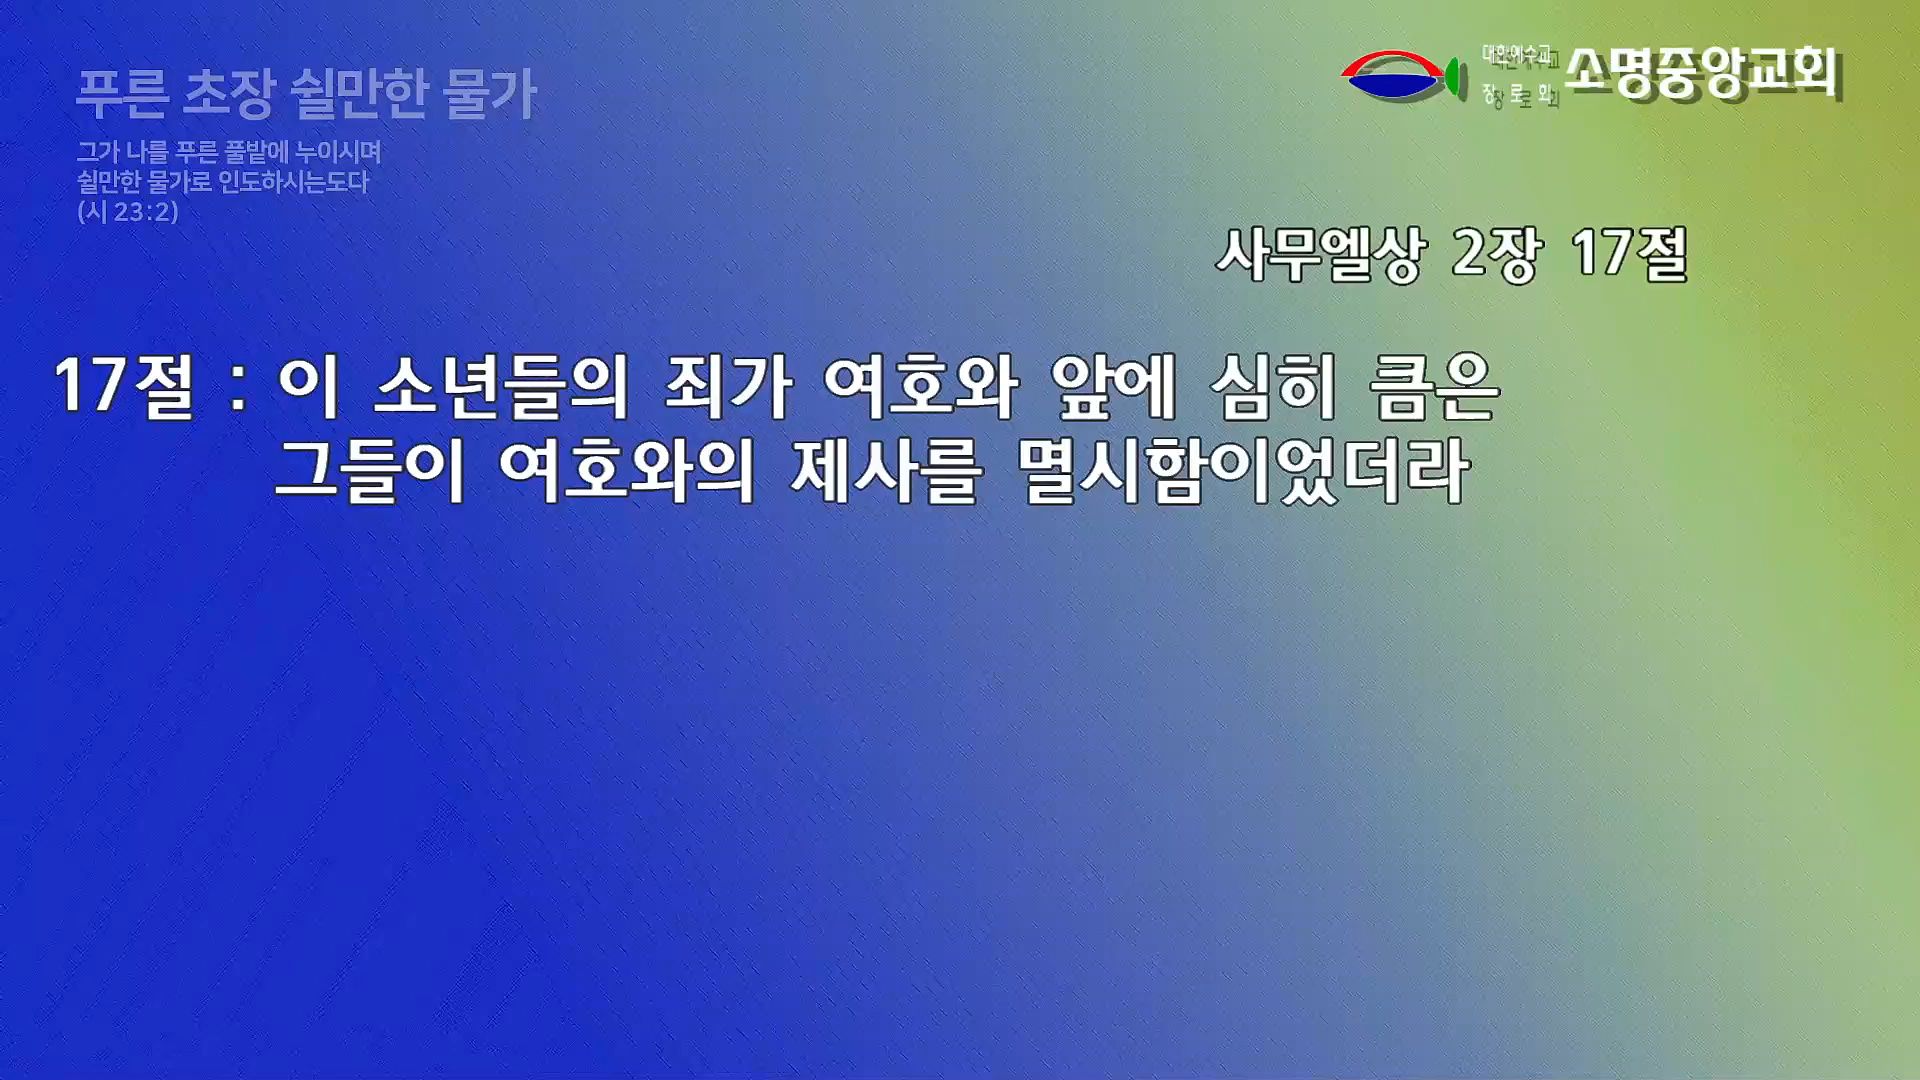 푸른 초장 쉴만한 물가
그가 나를 푸른 풀밭에 누이시며
쉴만한 물가로 인도하시는도다
(시 23:2)
대한예수교
장로회
소명중앙교회
사무엘상 2장 17절
17절 : 이 소년들의 죄가 여호와 앞에 심히 큼은
그들이 여호와의 제사를 멸시함이었더라